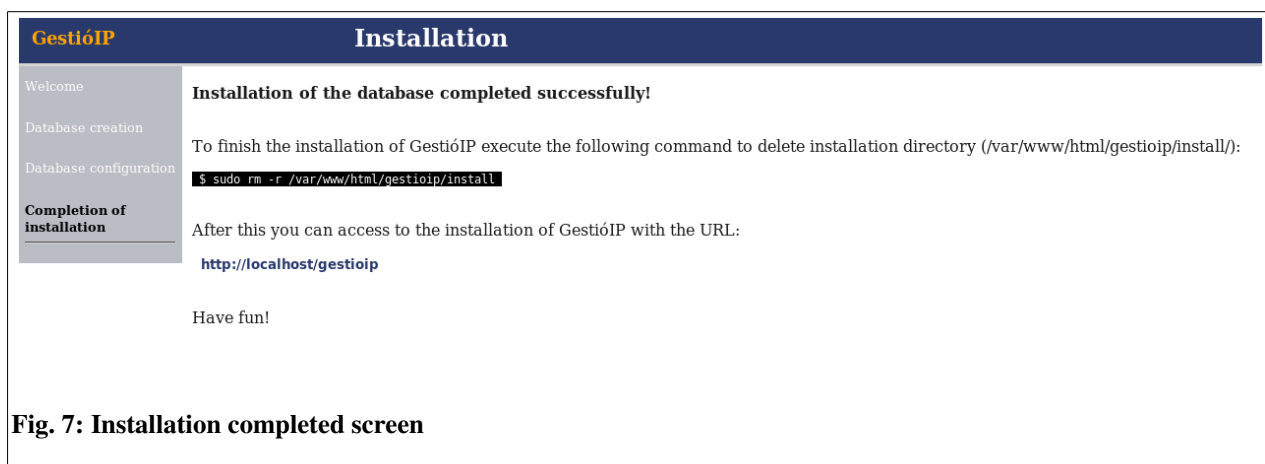 GestióIP
Installation
Welcome
Database creation
Database configuration
Completion of
installation
Installation of the database completed successfully!
To finish the installation of GestióIP execute the following command to delete installation directory (/var/www/html/gestioip/install/):
$ sudo rm -r /var/www/html/gestioip/install
After this you can access to the installation of GestióIP with the URL:
http://localhost/gestioip
Have fun!
Fig. 7: Installation completed screen